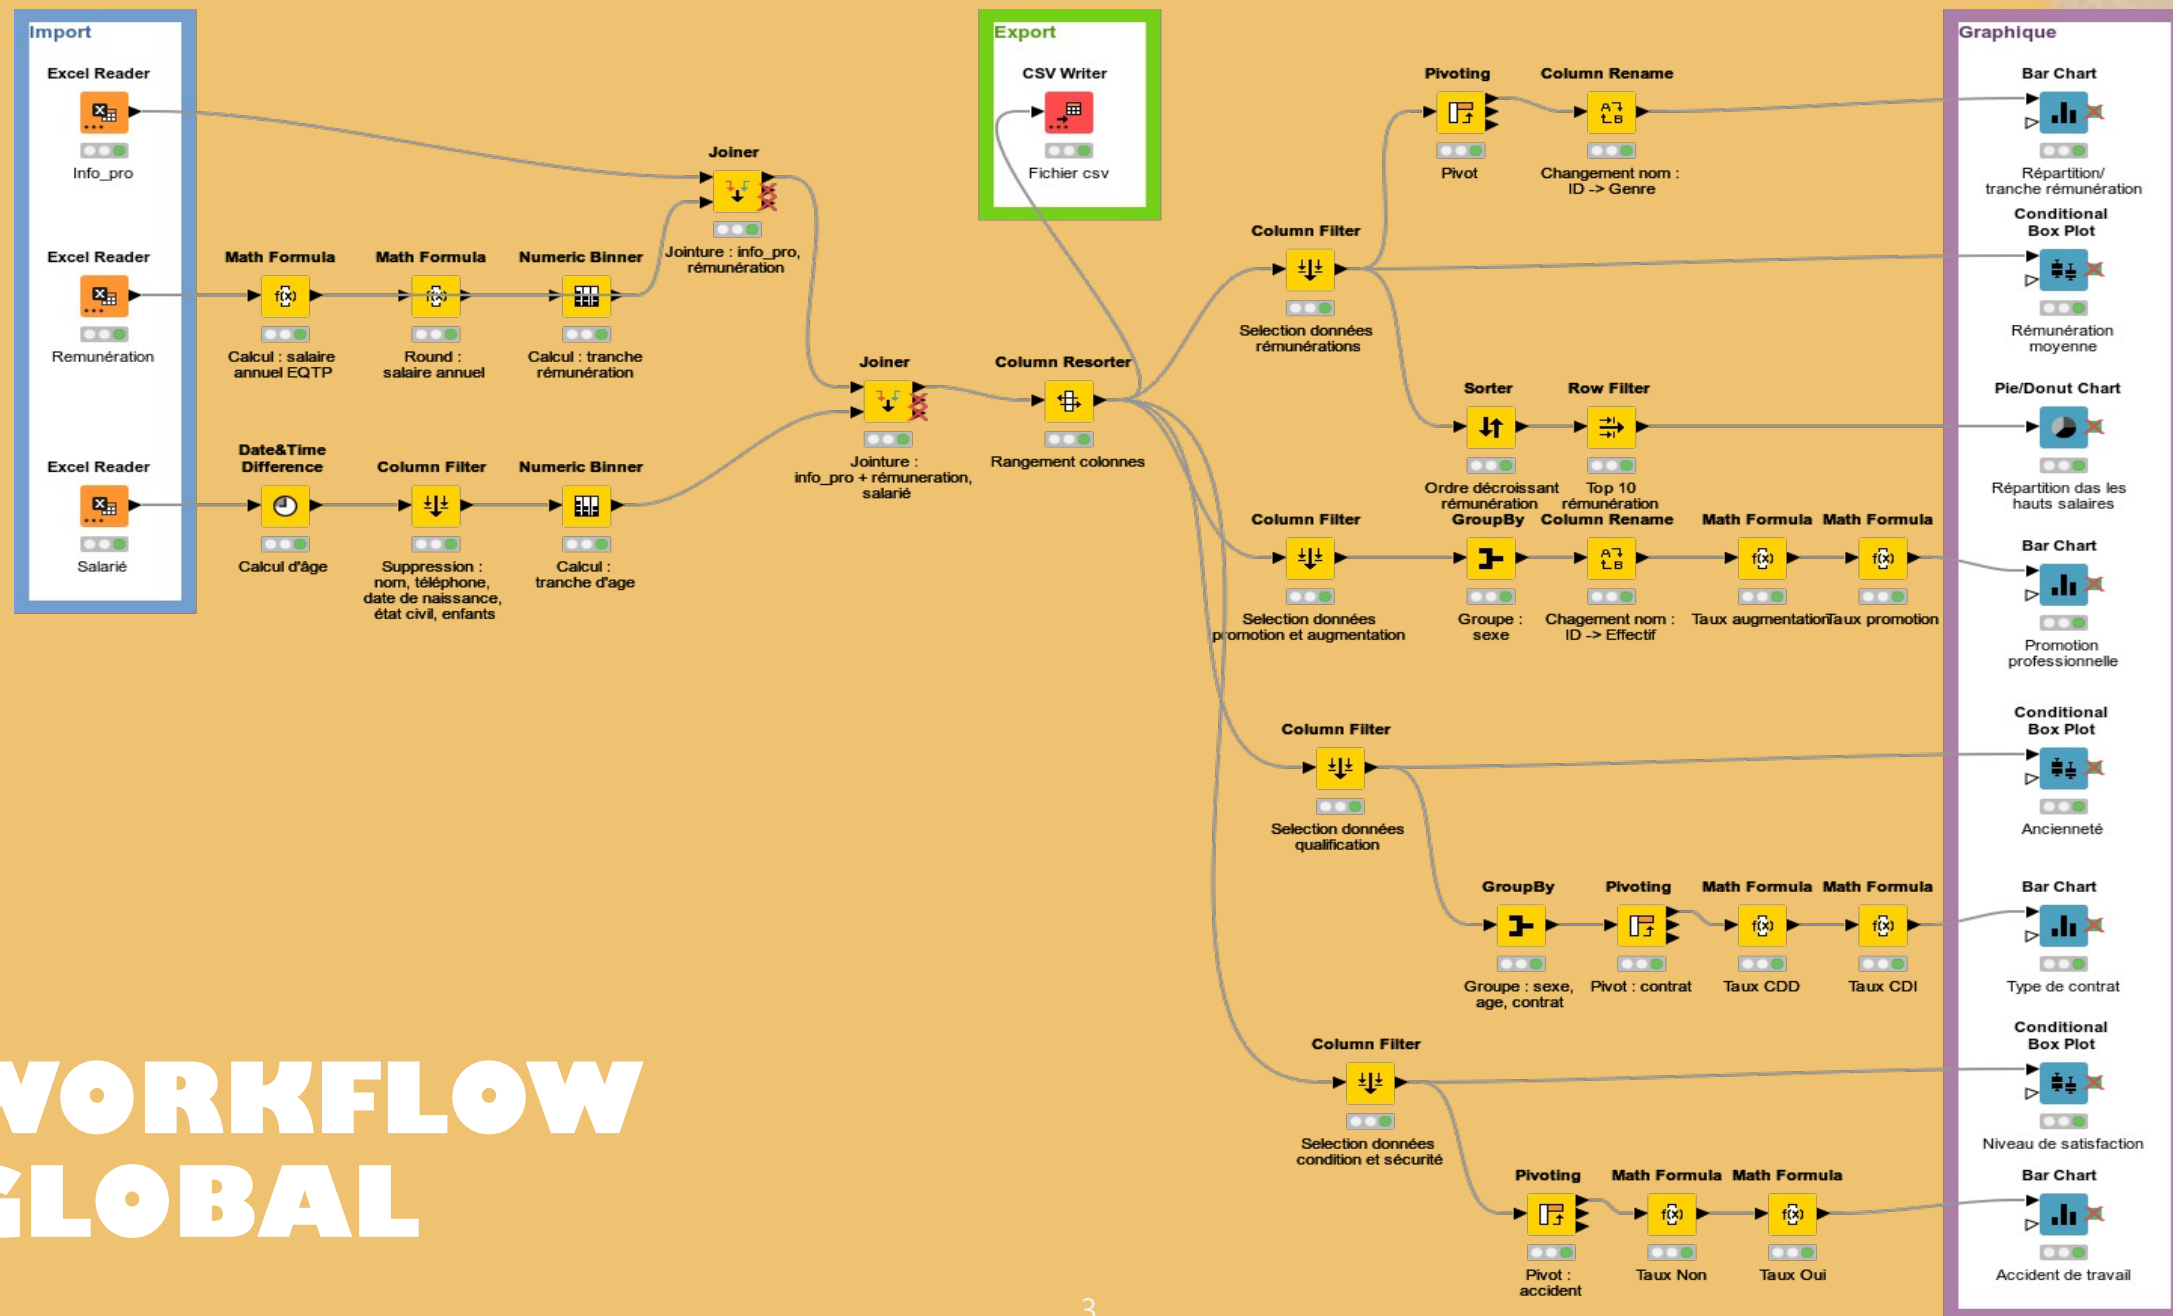 Import
Excel Reader
Info_pro
Excel Reader
Remunération
Excel Reader
Salarié
Math Formula
Calcul : salaire
annuel EQTP
Math Formula
Round :
salaire annuel
Numeric Binner
Calcul : tranche
rémunération
Date&Time
Difference
Calcul d'âge
Column Filter
Suppression :
nom, téléphone,
date de naissance,
état civil, enfants
Numeric Binner
Calcul :
tranche d'age
Joiner
Jointure : info_pro,
rémunération
Joiner
Jointure :
info_pro + rémuneration,
salarié
Export
CSV Writer
Fichier csv
Column Resorter
Rangement colonnes
Column Filter
Selection données
rémunérations
Pivoting
Pivot
Column Rename
Changement nom :
ID -> Genre
Sorter
Ordre décroissant
rémunération
Row Filter
Top 10
rémunération
Column Filter
Selection données
promotion et augmentation
GroupBy
Groupe :
sexe
Column Rename
Chagement nom :
ID -> Effectif
Math Formula
Taux augmentation
Math Formula
Taux promotion
Column Filter
Selection données
qualification
GroupBy
Groupe : sexe,
age, contrat
Pivoting
Pivot : contrat
Math Formula
Taux CDD
Math Formula
Taux CDI
Column Filter
Selection données
condition et sécurité
Pivoting
Pivot :
accident
Math Formula
Taux Non
Math Formula
Taux Oui
Graphique
Bar Chart
Répartition/
tranche rémunération
Conditional
Box Plot
Rémunération
moyenne
Pie/Donut Chart
Répartition das les
hauts salaires
Bar Chart
Promotion
professionnelle
Conditional
Box Plot
Ancienneté
Bar Chart
Type de contrat
Conditional
Box Plot
Niveau de satisfaction
Bar Chart
Accident de travail
WORKFLOW
GLOBAL
3